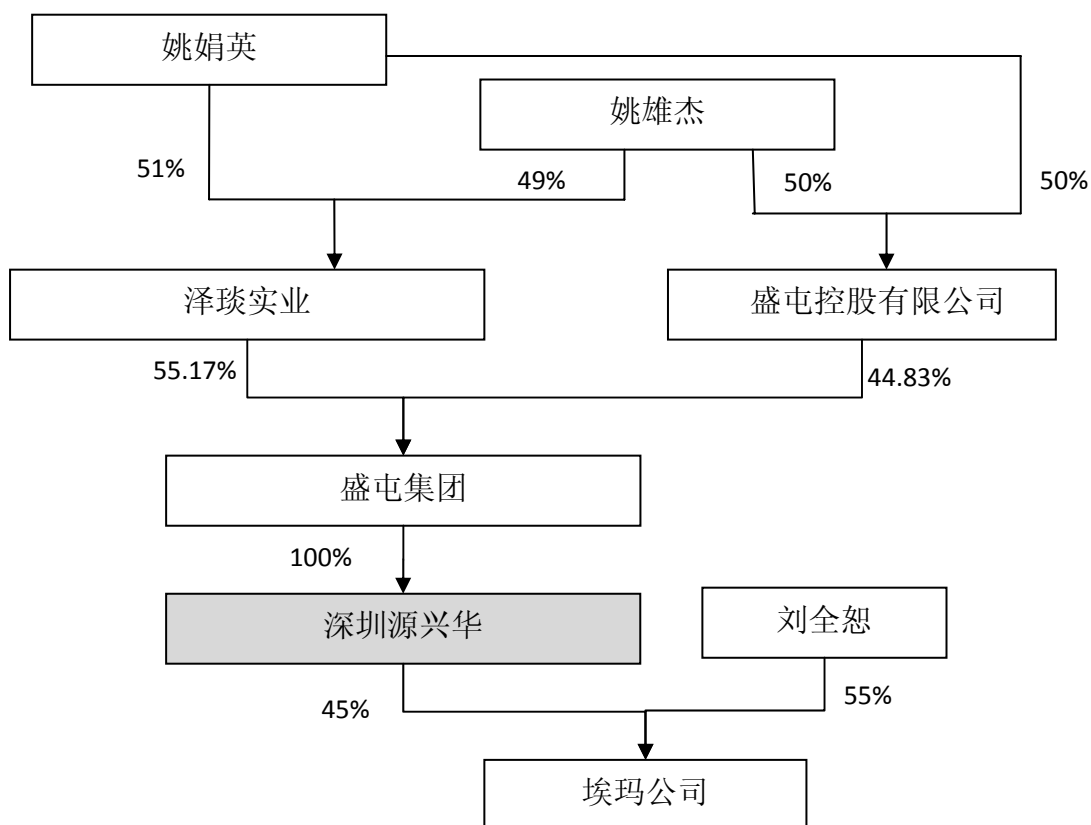 姚娟英
姚雄杰
51%
49%
50%
50%
泽琰实业
盛屯控股有限公司
55.17%
44.83%
盛屯集团
100%
深圳源兴华
刘全恕
45%
55%
埃玛公司